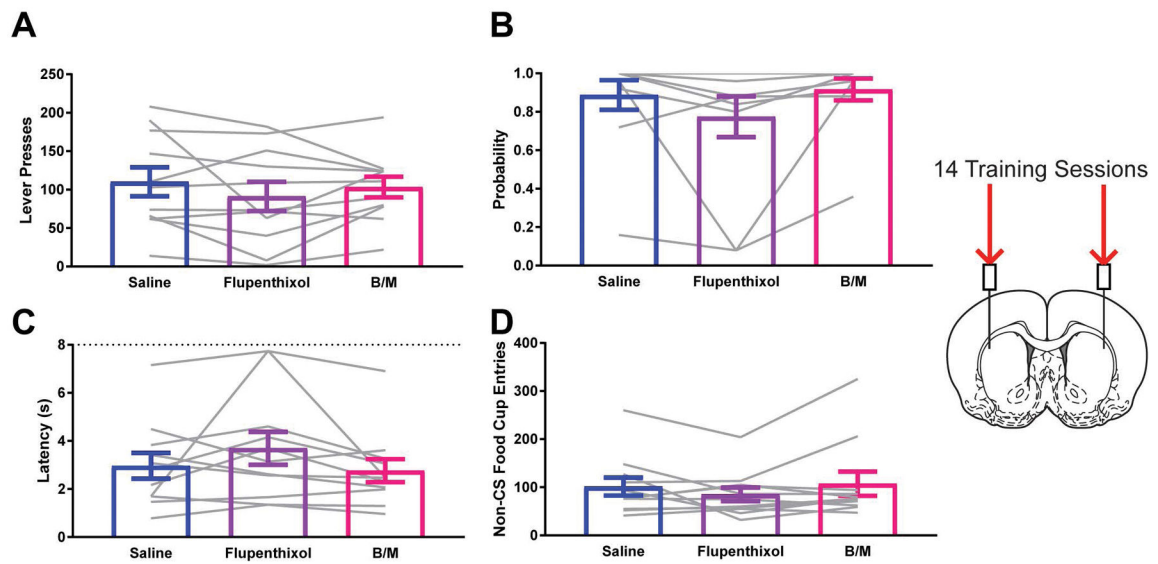 A
Lever Presses
250
200
150
100
50
0
Saline
Flupenthixol
B/M
B
Probability
1.0
0.8
0.6
0.4
0.2
0.0
Saline
Flupenthixol
B/M
14 Training Sessions
C
Latency (s)
8
6
4
2
0
Saline
Flupenthixol
B/M
D
Non-CS Food Cup Entries
400
300
200
100
0
Saline
Flupenthixol
B/M